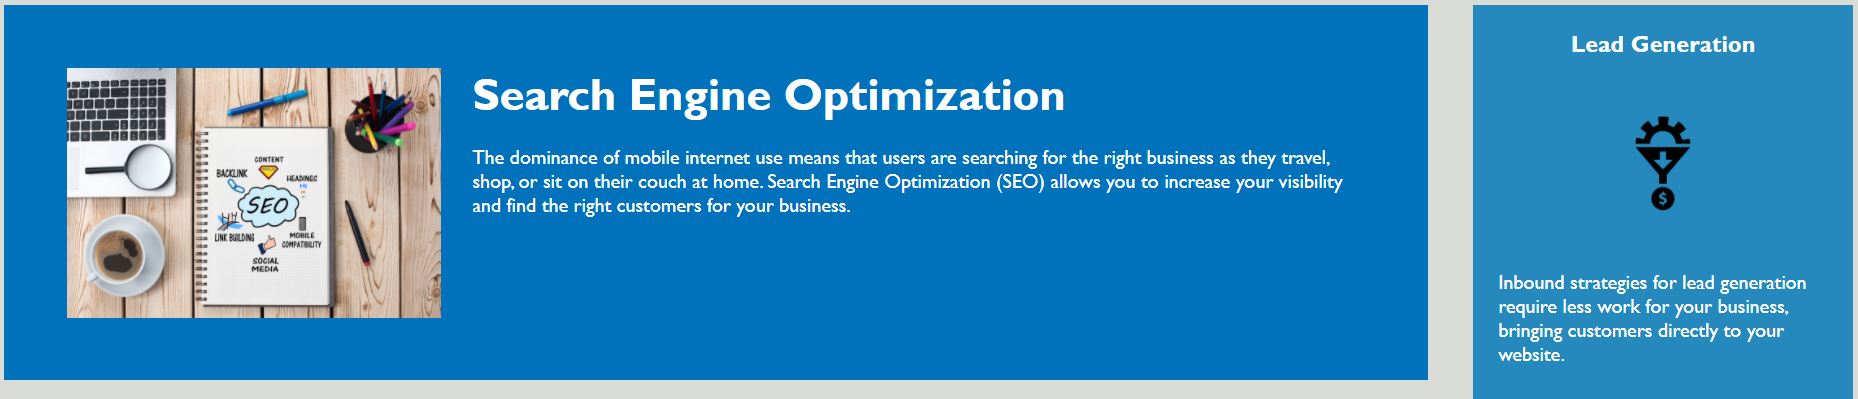 Search Engine Optimization
The dominance of mobile internet use means that users are searching for the right business as they travel,
shop, or sit on their couch at home. Search Engine Optimization (SEO) allows you to increase your visibility
and find the right customers for your business.
CONTENT
BACKLINK
HEADINGS
SEO
LINK BUILDING
MOBILE
COMPATIBILITY
SOCIAL
MEDIA
Lead Generation
$
Inbound strategies for lead generation
require less work for your business,
bringing customers directly to your
website.